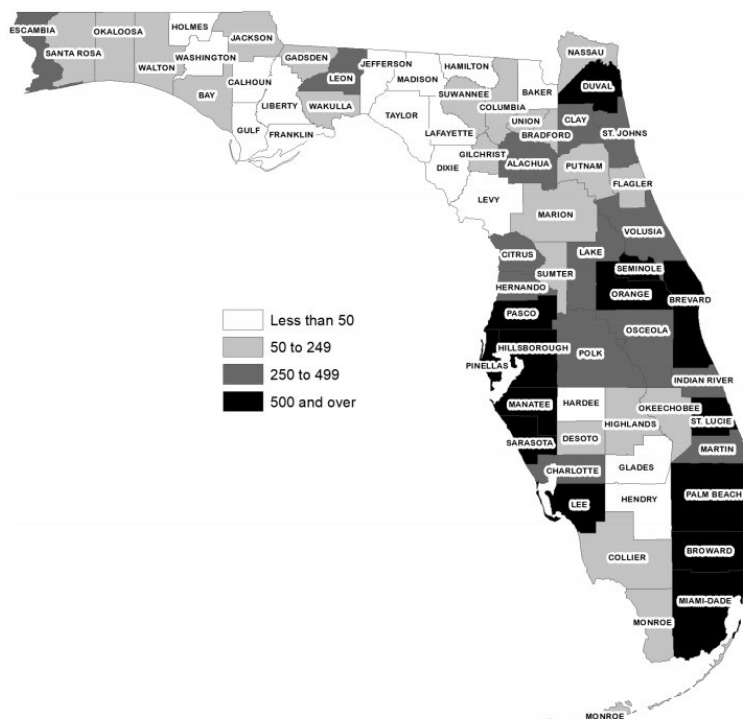 ESCAMBIA
HOLMES
OKALOOSA
JACKSON
SANTA ROSA
WASHINGTON
WALTON
GADSDEN
JEFFERSON
HAMILTON
NASSAU
CALHOUN
LEON
MADISON
BAKER
DUVAL
BAY
LIBERTY
WAKULLA
SUWANNEE
COLUMBIA
TAYLOR
UNION
CLAY
GULF
FRANKLIN
LAFAYETTE
BRADFORD
ST. JOHNS
GILCHRIST
ALACHUA
DIXIE
PUTNAM
FLAGLER
LEVY
MARION
VOLUSIA
CITRUS
LAKE
SUMTER
SEMINOLE
HERNANDO
ORANGE
BREVARD
PASCO
Less than 50
OSCEOLA
50 to 249
HILLSBOROUGH
POLK
PINELLAS
250 to 499
INDIAN RIVER
500 and over
MANATEE
HARDEE
OKEECHOBEE
HIGHLANDS
ST. LUCIE
SARASOTA
DESOTO
MARTIN
CHARLOTTE
GLADES
PALM BEACH
LEE
HENDRY
BROWARD
COLLIER
MIAMI-DADE
MONROE
MONROE